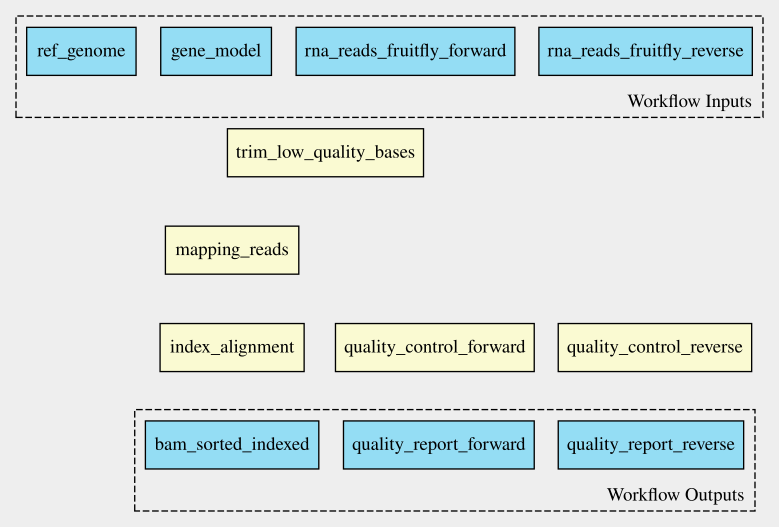 ref_genome
gene_model
rna_reads_fruitfly_forward
rna_reads_fruitfly_reverse
Workflow Inputs
trim_low_quality_bases
mapping_reads
index_alignment
quality_control_forward
quality_control_reverse
bam_sorted_indexed
quality_report_forward
quality_report_reverse
Workflow Outputs